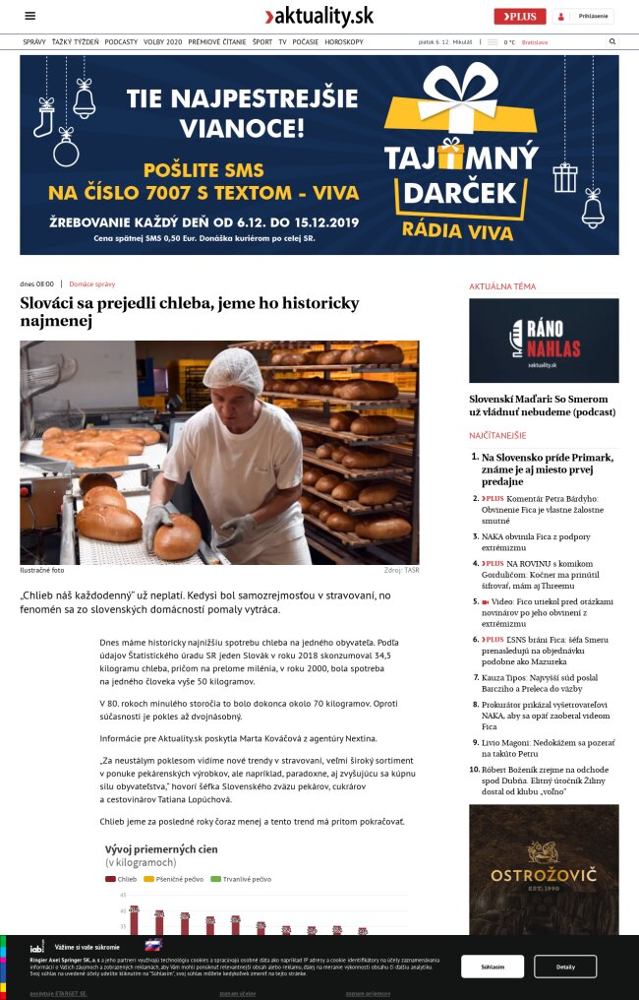 aktuality.sk
PLUS
Prihlásenie
SPRÁVY ŤAŽKÝ TÝŽDEŇ PODCASTY VOĽBY 2020 PRÉMIOVÉ ČÍTANIE ŠPORT TV POČASIE HOROSKOPY
piatok 6. 12. Mikuláš | 0 °C Bratislava
TIE NAJPESTREJŠIE
VIANOCE!
POŠLITE SMS
NA ČÍSLO 7007 S TEXTOM - VIVA
ŽREBOVANIE KAŽDÝ DEŇ OD 6.12. DO 15.12.2019
Cena spätnej SMS 0,50 Eur. Donáška kuriérom po celej SR.
TAJOMNÝ
DARČEK
RÁDIA VIVA
dnes 08:00 | Domáce správy
Slováci sa prejedli chleba, jeme ho historicky
najmenej
Ilustračné foto
Zdroj: TASR
„Chlieb náš každodenný“ už neplatí. Kedysi bol samozrejmosťou v stravovaní, no
fenomén sa zo slovenských domácností pomaly vytráca.
Dnes máme historicky najnižšiu spotrebu chleba na jedného obyvateľa. Podľa
údajov Štatistického úradu SR jeden Slovák v roku 2018 skonzumoval 34,5
kilogramu chleba, pričom na prelome milénia, v roku 2000, bola spotreba
na jedného človeka vyše 50 kilogramov.
V 80. rokoch minulého storočia to bolo dokonca okolo 70 kilogramov. Oproti
súčasnosti je pokles až dvojnásobný.
Informácie pre Aktuality.sk poskytla Marta Kováčová z agentúry Nextina.
„Za neustálym poklesom vidíme nové trendy v stravovaní, veľmi široký sortiment
v ponuke pekárenských výrobkov, ale napríklad, paradoxne, aj zvyšujúcu sa kúpnu
silu obyvateľstva,“ hovorí šéfka Slovenského zväzu pekárov, cukrárov
a cestovinárov Tatiana Lopúchová.
Chlieb jeme za posledné roky čoraz menej a tento trend má pritom pokračovať.
Vývoj priemerných cien
(v kilogramoch)
Chlieb Pšeničné pečivo Trvanlivé pečivo
45
40
35
AKTUÁLNA TÉMA
RÁNO
NAHLAS
aktuality.sk
Slovenskí Maďari: So Smerom
už vládnuť nebudeme (podcast)
NAJČÍTANEJŠIE
1. Na Slovensko príde Primark,
známe je aj miesto prvej
predajne
2. PLUS Komentár Petra Bárdyho:
Obvinenie Fica je vlastne žalostne
smutné
3. NAKA obvinila Fica z podpory
extrémizmu
4. PLUS NA ROVINU s komikom
Gorduličom: Kočner ma prinútil
šifrovať, mám aj Threemu
5. Video: Fico utiekol pred otázkami
novinárov po jeho obvinení z
extrémizmu
6. PLUS ĽSNS bráni Fica: šéfa Smeru
prenasledujú na objednávku
podobne ako Mazureka
7. Kauza Tipos: Najvyšší súd poslal
Barcziho a Preleca do väzby
8. Prokurátor prikázal vyšetrovateľovi
NAKA, aby sa opäť zaoberal videom
Fica
9. Livio Magoni: Nedokážem sa pozerať
na takúto Petru
10. Róbert Boženík zrejme na odchode
spod Dubňa. Elitný útočník Žiliny
dostal od klubu „voľno“
OSTROŽOVIČ
EST. 1990
iab
Vážime si vaše súkromie
Ringier Axel Springer SK, a. s a jeho partneri využívajú technológiu cookies a spracúvajú osobné dáta ako napríklad IP adresy a cookie identifikátory na účely zaznamenávania
informácií o Vašich záujmoch a zobrazených reklamách, aby Vám mohli ponúknuť relevantnejší obsah alebo reklamu, ďalej na meranie výkonnosti obsahu či ďalšiu analytiku.
Svoj súhlas na uvedené účely udelíte kliknutím na "Súhlasím", svoj súhlas môžete kedykoľvek zmeniť na tejto stránke.
Súhlasím
Detaily
poskytuje ETARGET SE.
zoznam účelov
zoznam príjemcov